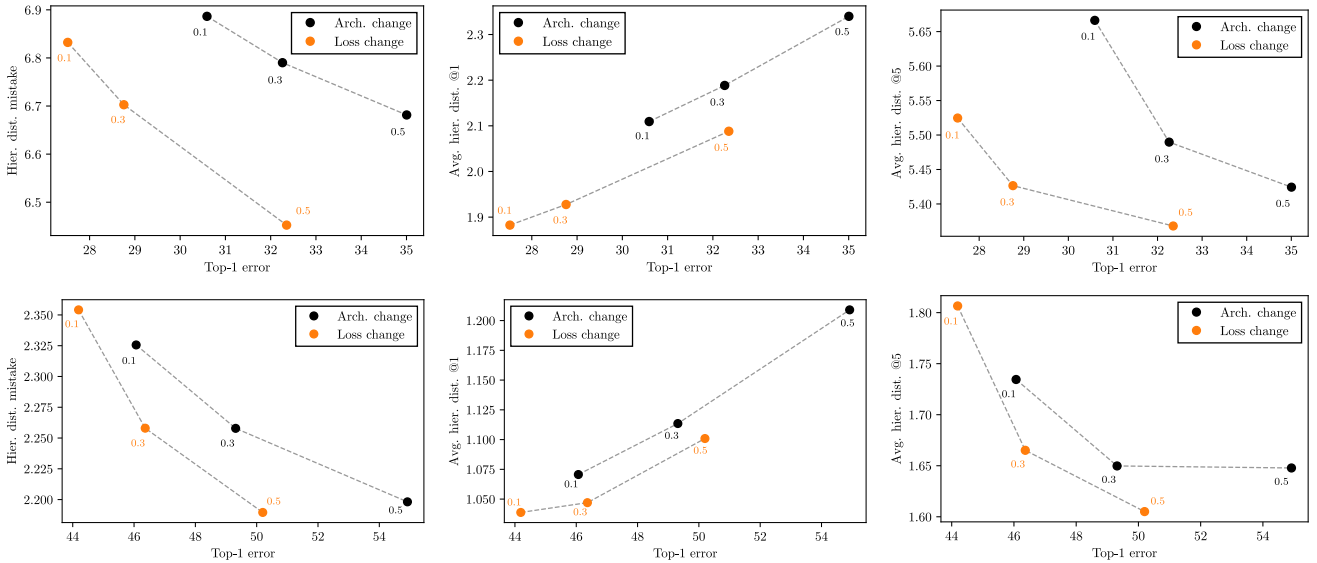 6.9
6.8
6.7
6.6
6.5
Hier. dist. mistake
0.1
0.3
0.5
0.1
0.3
0.5
Arch. change
Loss change
28 29 30 31 32 33 34 35
Top-1 error
2.3
2.2
2.1
2.0
1.9
Avg. hier. dist. @1
Arch. change
Loss change
0.5
0.3
0.1
0.5
0.1
0.3
28 29 30 31 32 33 34 35
Top-1 error
5.65
5.60
5.55
5.50
5.45
5.40
Avg. hier. dist. @5
Arch. change
Loss change
0.1
0.1
0.3
0.3
0.5
0.5
28 29 30 31 32 33 34 35
Top-1 error
2.350
2.325
2.300
2.275
2.250
2.225
2.200
Hier. dist. mistake
Arch. change
Loss change
0.1
0.1
0.3
0.3
0.5
0.5
44 46 48 50 52 54
Top-1 error
1.200
1.175
1.150
1.125
1.100
1.075
1.050
Avg. hier. dist. @1
Arch. change
Loss change
0.5
0.3
0.5
0.1
0.1
0.3
44 46 48 50 52 54
Top-1 error
1.80
1.75
1.70
1.65
1.60
Avg. hier. dist. @5
Arch. change
Loss change
0.1
0.1
0.3
0.3
0.5
0.5
44 46 48 50 52 54
Top-1 error